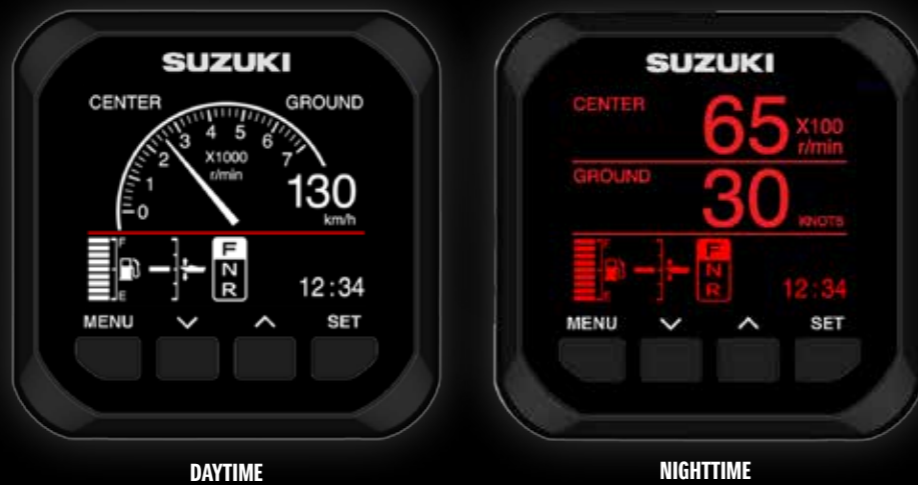 SUZUKI
CENTER GROUND
0 1 2 3 4 5 6 7
X1000
r/min
130
km/h
F
E
F
N
R
12:34
MENU SET
DAYTIME
SUZUKI
CENTER
65 X100
r/min
GROUND
30 KNOTS
F
E
F
N
R
12:34
MENU SET
NIGHTTIME